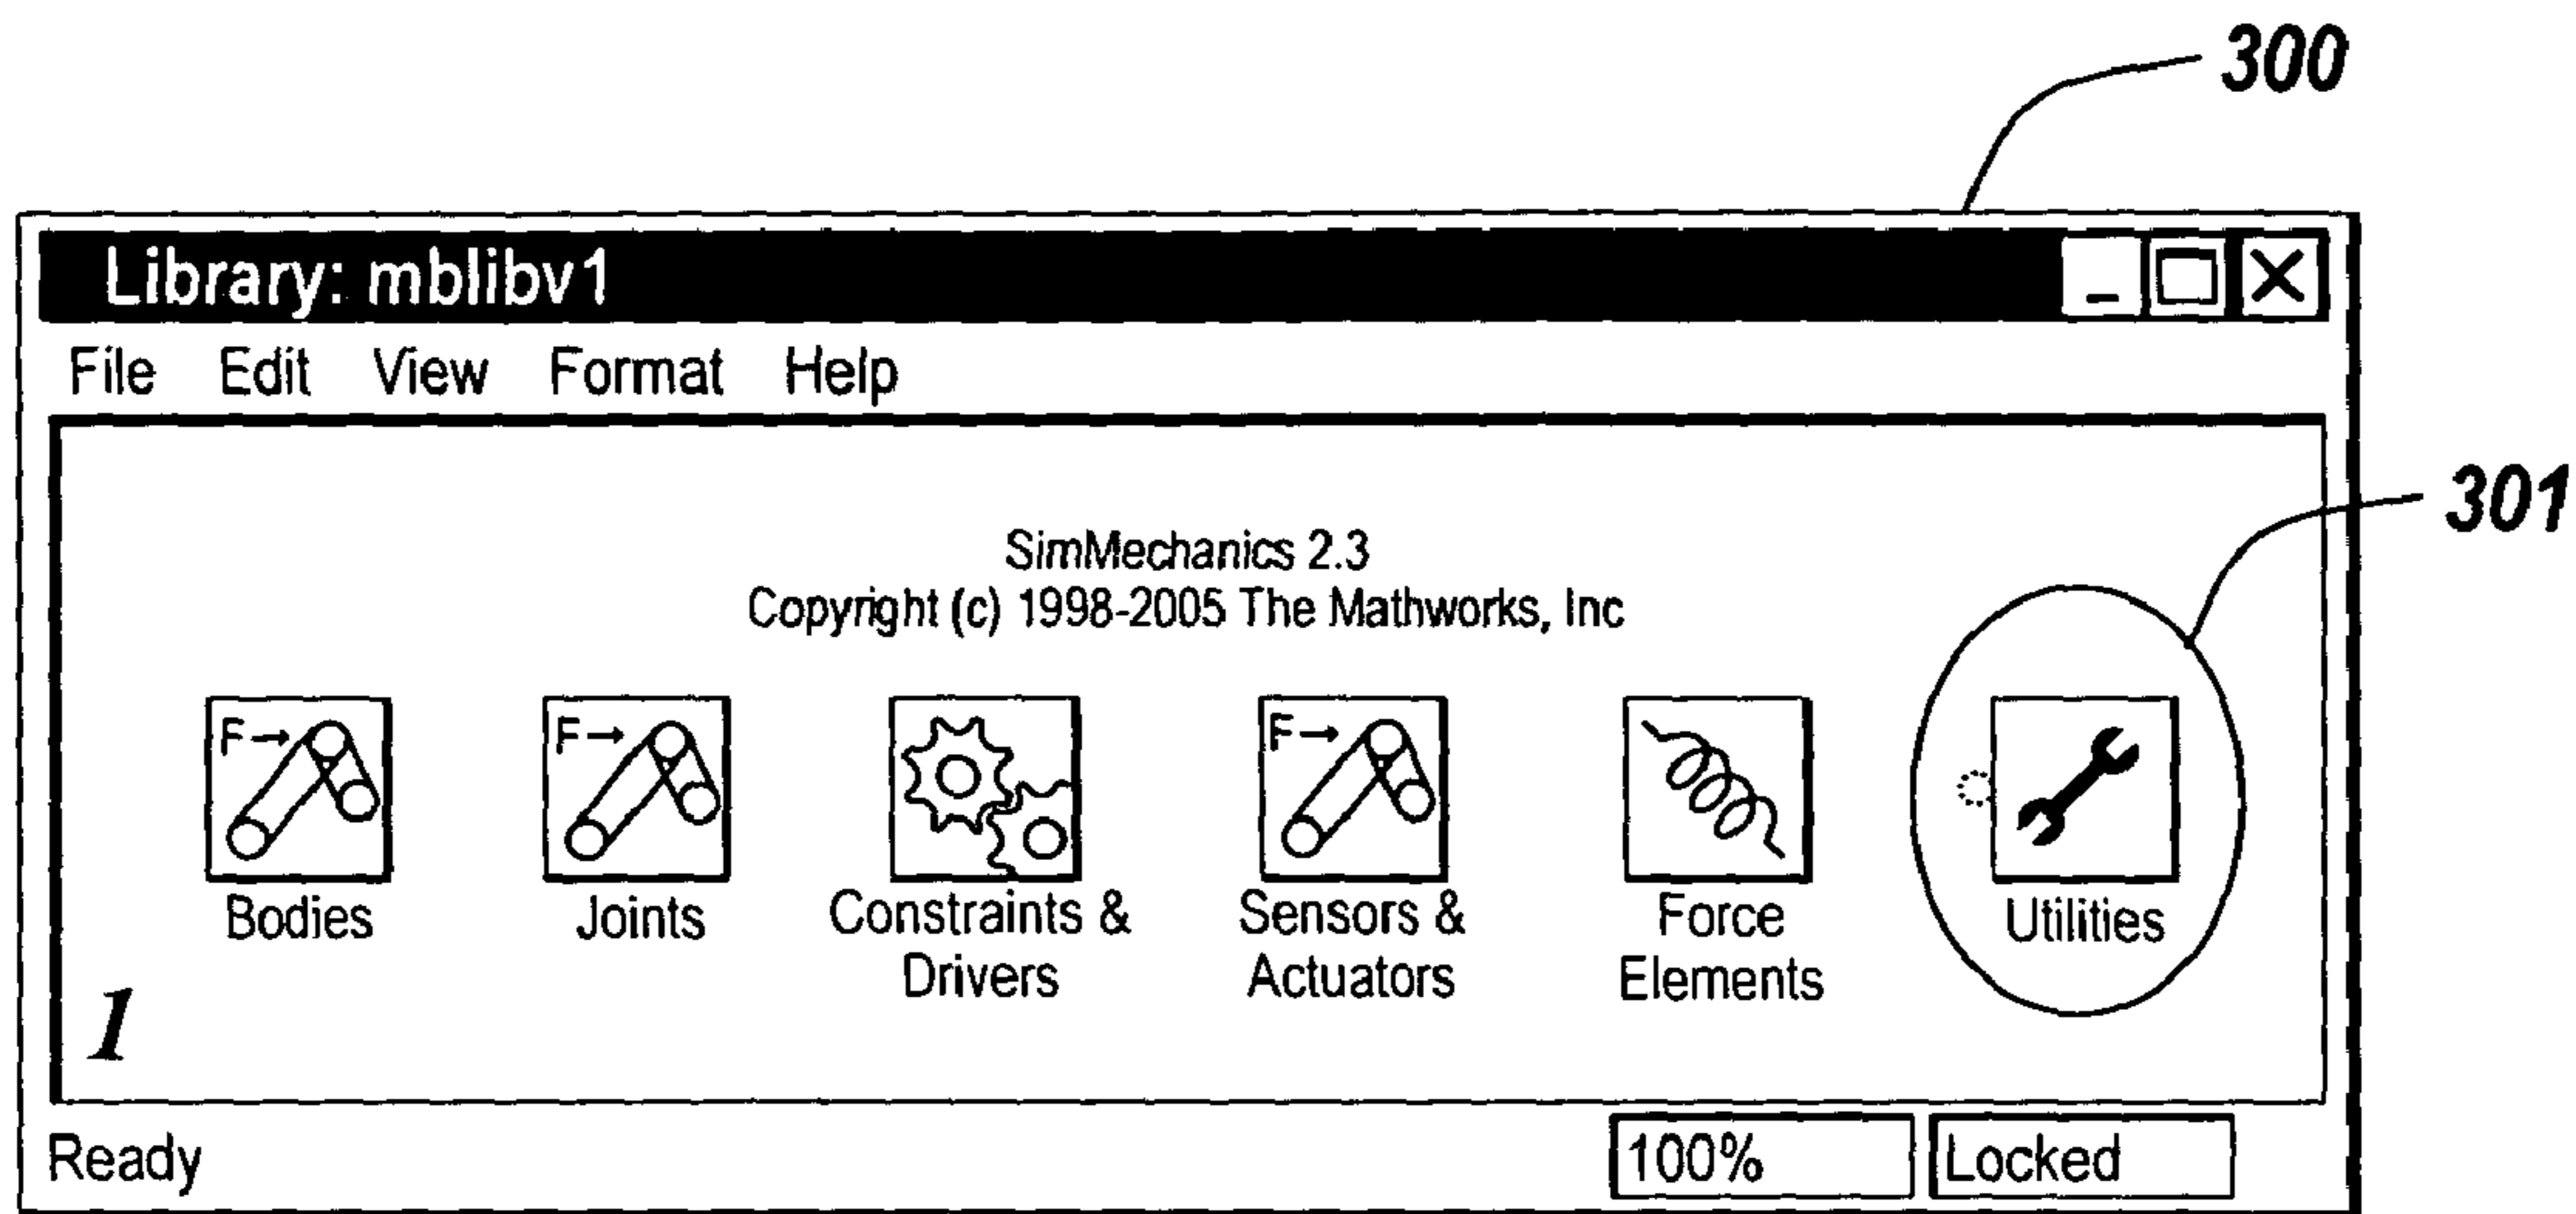 300
Library: mblibv1
File Edit View Format Help
301
SimMechanics 2.3
Copyright (c) 1998-2005 The Mathworks, Inc
F F F
Bodies Joints Constraints & Sensors & Force Utilities
Drivers Actuators Elements
1
Ready 100% Locked